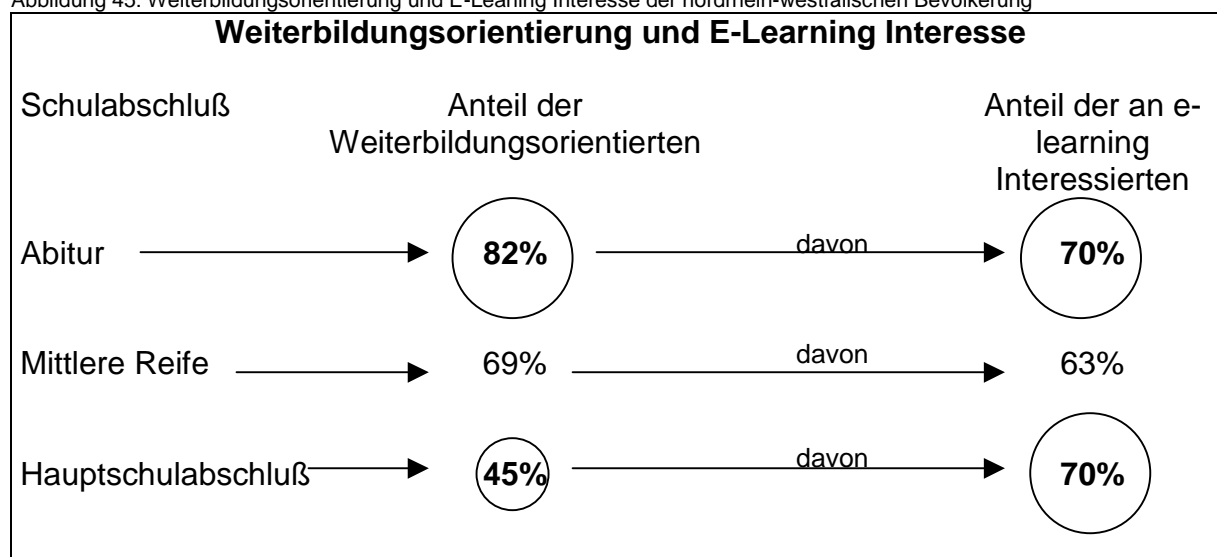 Abbildung 45: Weiterbildungsorientierung und E-Leaning Interesse der nordrhein-westfälischen Bevölkerung
Weiterbildungsorientierung und E-Learning Interesse
Schulabschluß
Anteil der
Weiterbildungsorientierten
Anteil der an e-
learning
Interessierten
Abitur
82%
davon
70%
Mittlere Reife
69%
davon
63%
Hauptschulabschluß
45%
davon
70%